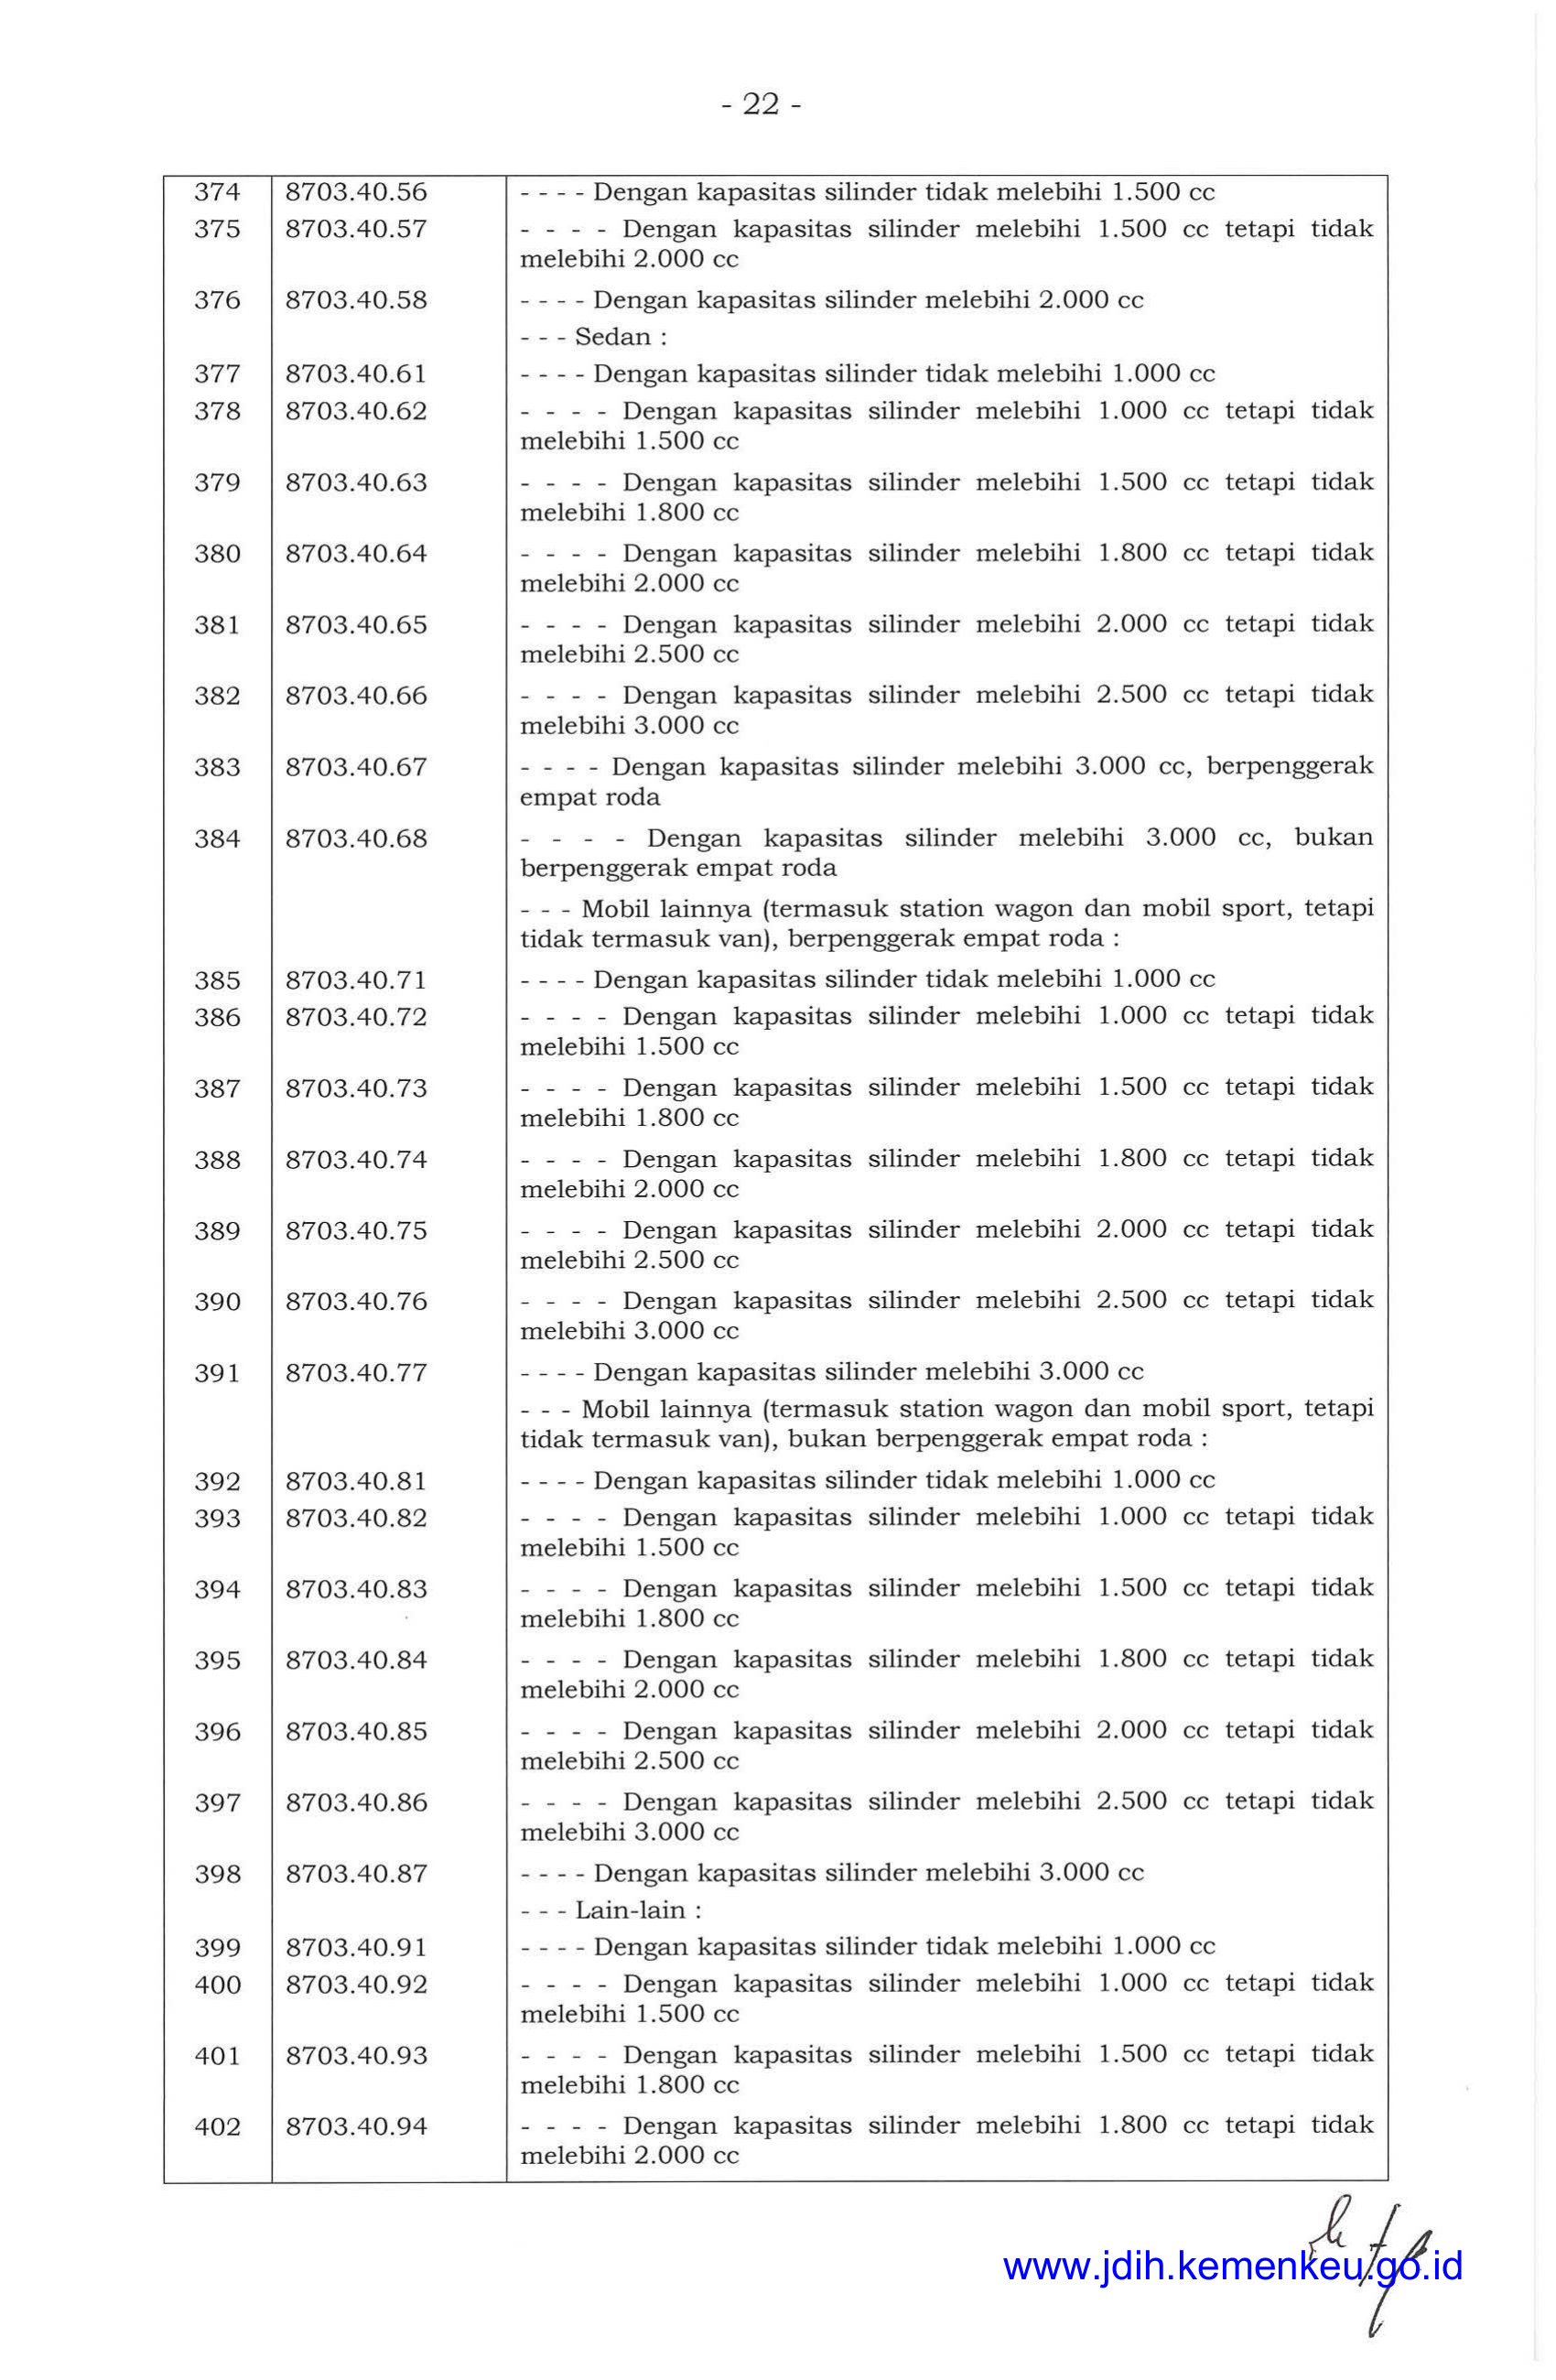 - 22 -
374 8703.40.56 - - - - Dengan kapasitas silinder tidak melebihi 1.500 cc
375 8703.40.57 - - - - Dengan kapasitas silinder melebihi 1.500 cc tetapi tidak
melebihi 2.000 cc
376 8703.40.58 - - - - Dengan kapasitas silinder melebihi 2.000 cc
- - - Sedan :
377 8703.40.61 - - - - Dengan kapasitas silinder tidak melebihi 1.000 cc
378 8703.40.62 - - - - Dengan kapasitas silinder melebihi 1.000 cc tetapi tidak
melebihi 1.500 cc
379 8703.40.63 - - - - Dengan kapasitas silinder melebihi 1.500 cc tetapi tidak
melebihi 1.800 cc
380 8703.40.64 - - - - Dengan kapasitas silinder melebihi 1.800 cc tetapi tidak
melebihi 2.000 cc
381 8703.40.65 - - - - Dengan kapasitas silinder melebihi 2.000 cc tetapi tidak
melebihi 2.500 cc
382 8703.40.66 - - - - Dengan kapasitas silinder melebihi 2.500 cc tetapi tidak
melebihi 3.000 cc
383 8703.40.67 - - - - Dengan kapasitas silinder melebihi 3.000 cc, berpenggerak
empat roda
384 8703.40.68 - - - - Dengan kapasitas silinder melebihi 3.000 cc, bukan
berpenggerak empat roda
- - - Mobil lainnya (termasuk station wagon dan mobil sport, tetapi
tidak termasuk van), berpenggerak empat roda :
385 8703.40.71 - - - - Dengan kapasitas silinder tidak melebihi 1.000 cc
386 8703.40.72 - - - - Dengan kapasitas silinder melebihi 1.000 cc tetapi tidak
melebihi 1.500 cc
387 8703.40.73 - - - - Dengan kapasitas silinder melebihi 1.500 cc tetapi tidak
melebihi 1.800 cc
388 8703.40.74 - - - - Dengan kapasitas silinder melebihi 1.800 cc tetapi tidak
melebihi 2.000 cc
389 8703.40.75 - - - - Dengan kapasitas silinder melebihi 2.000 cc tetapi tidak
melebihi 2.500 cc
390 8703.40.76 - - - - Dengan kapasitas silinder melebihi 2.500 cc tetapi tidak
melebihi 3.000 cc
391 8703.40.77 - - - - Dengan kapasitas silinder melebihi 3.000 cc
- - - Mobil lainnya (termasuk station wagon dan mobil sport, tetapi
tidak termasuk van), bukan berpenggerak empat roda :
392 8703.40.81 - - - - Dengan kapasitas silinder tidak melebihi 1.000 cc
393 8703.40.82 - - - - Dengan kapasitas silinder melebihi 1.000 cc tetapi tidak
melebihi 1.500 cc
394 8703.40.83 - - - - Dengan kapasitas silinder melebihi 1.500 cc tetapi tidak
melebihi 1.800 cc
395 8703.40.84 - - - - Dengan kapasitas silinder melebihi 1.800 cc tetapi tidak
melebihi 2.000 cc
396 8703.40.85 - - - - Dengan kapasitas silinder melebihi 2.000 cc tetapi tidak
melebihi 2.500 cc
397 8703.40.86 - - - - Dengan kapasitas silinder melebihi 2.500 cc tetapi tidak
melebihi 3.000 cc
398 8703.40.87 - - - - Dengan kapasitas silinder melebihi 3.000 cc
- - - Lain-lain :
399 8703.40.91 - - - - Dengan kapasitas silinder tidak melebihi 1.000 cc
400 8703.40.92 - - - - Dengan kapasitas silinder melebihi 1.000 cc tetapi tidak
melebihi 1.500 cc
401 8703.40.93 - - - - Dengan kapasitas silinder melebihi 1.500 cc tetapi tidak
melebihi 1.800 cc
402 8703.40.94 - - - - Dengan kapasitas silinder melebihi 1.800 cc tetapi tidak
melebihi 2.000 cc
www.jdih.kemenkeu.go.id